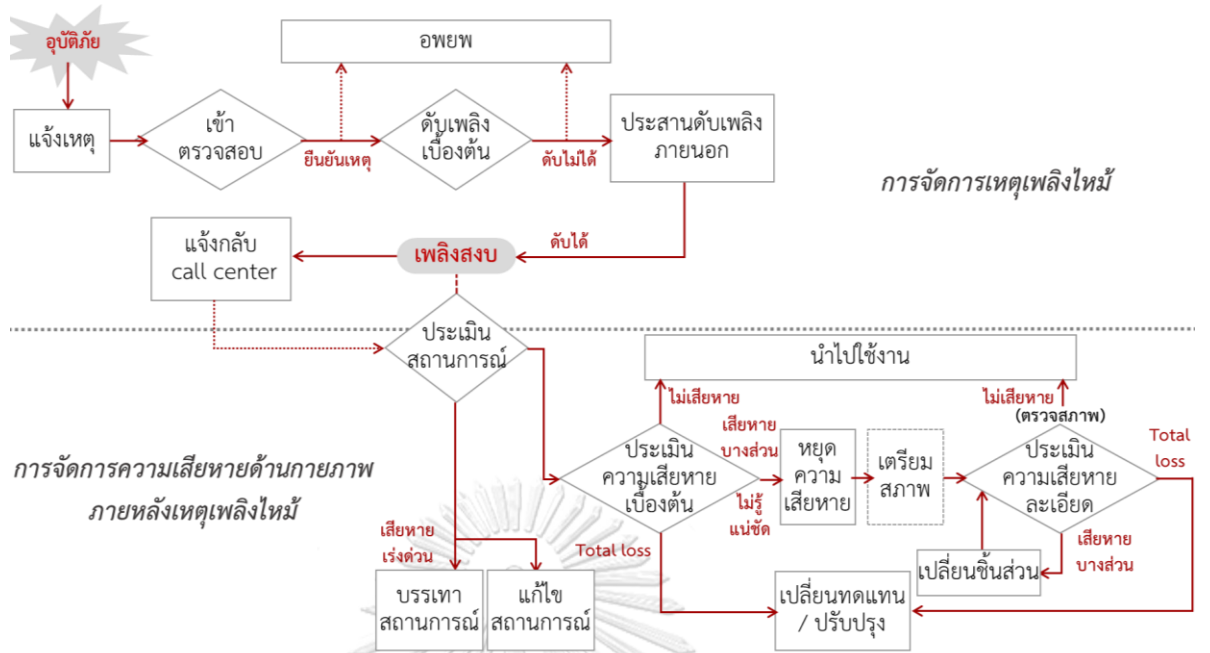 อุบัติภัย
อพยพ
แจ้งเหตุ
เข้า
ตรวจสอบ
ยืนยันเหตุ
ดับเพลิง
เบื้องต้น
ดับไม่ได้
ประสานดับเพลิง
ภายนอก
การจัดการเหตุเพลิงไหม้
แจ้งกลับ
call center
เพลิงสงบ
ดับได้
ประเมิน
สถานการณ์
นำไปใช้งาน
ไม่เสียหาย
ไม่เสียหาย
(ตรวจสภาพ)
การจัดการความเสียหายด้านกายภาพ
ภายหลังเหตุเพลิงไหม้
ประเมิน
ความเสียหาย
เบื้องต้น
เสียหาย
บางส่วน
ไม่รู้
แน่ชัด
หยุด
ความ
เสียหาย
เตรียม
สภาพ
ประเมิน
ความเสียหาย
ละเอียด
Total
loss
เสียหาย
เร่งด่วน
Total loss
เสียหาย
บางส่วน
เปลี่ยนชิ้นส่วน
บรรเทา
สถานการณ์
แก้ไข
สถานการณ์
เปลี่ยนทดแทน
/ ปรับปรุง